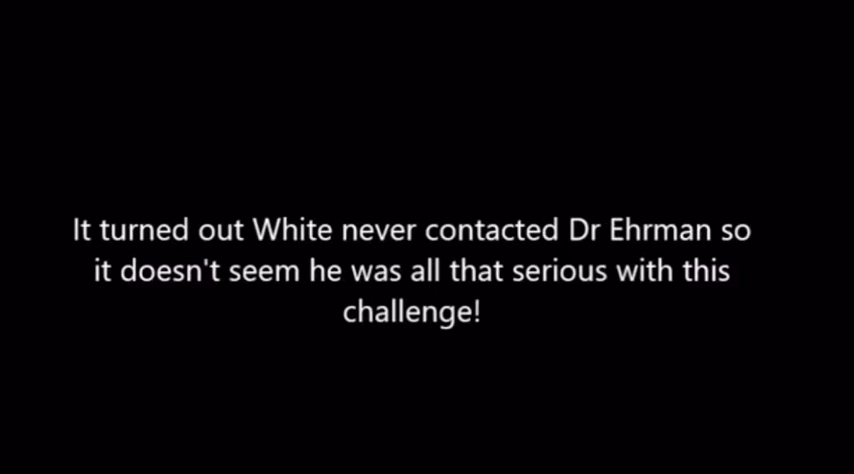 It turned out White never contacted Dr Ehrman so
it doesn't seem he was all that serious with this
challenge!